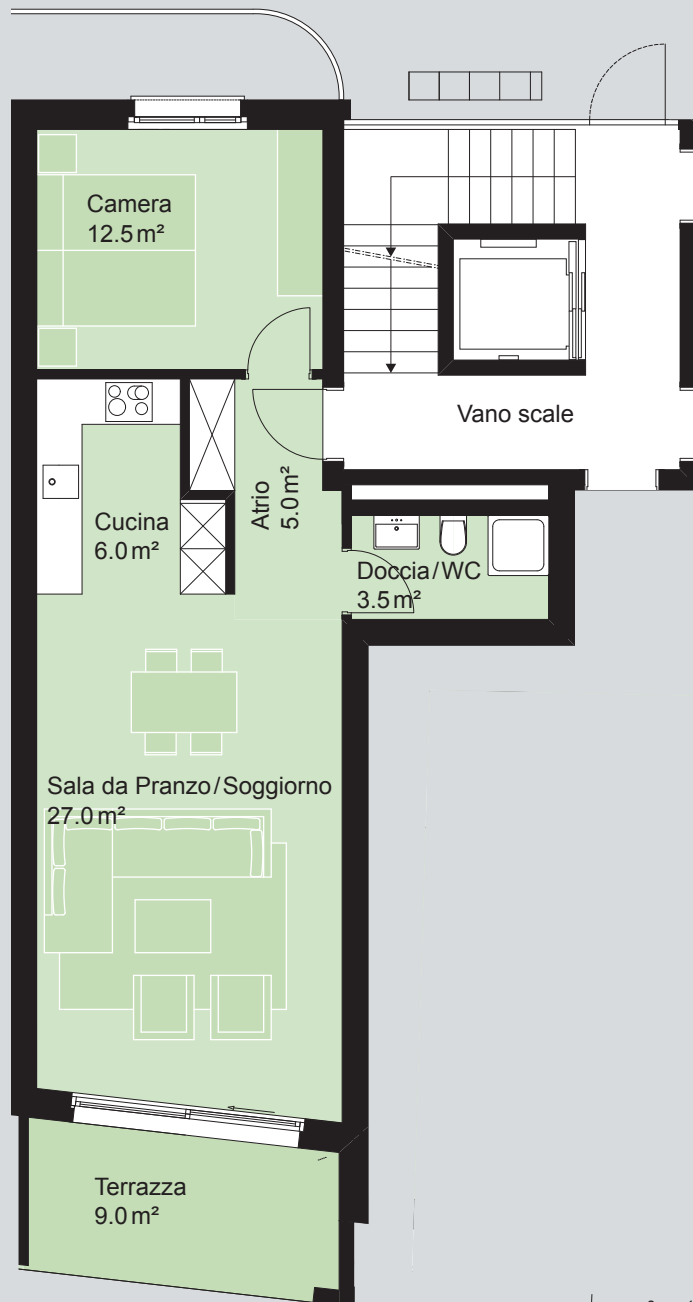 Camera
12.5 m²
Vano scale
Atrio
5.0 m²
Cucina
6.0 m²
Doccia/WC
3.5 m²
Sala da Pranzo/Soggiorno
27.0 m²
Terrazza
9.0 m²